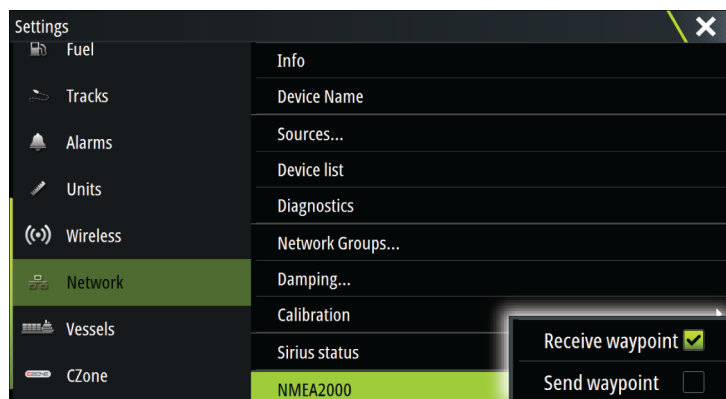 Settings
Fuel
Tracks
Alarms
Units
Wireless
Network
Vessels
CZONE
CZone
Info
Device Name
Sources...
Device list
Diagnostics
Network Groups...
Damping...
Calibration
Sirius status
NMEA2000
Receive waypoint
Send waypoint